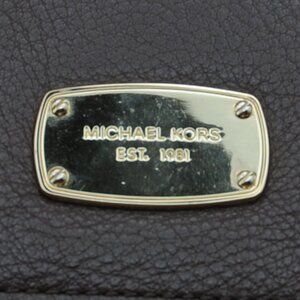 MICHAEL KORS
EST. 1981